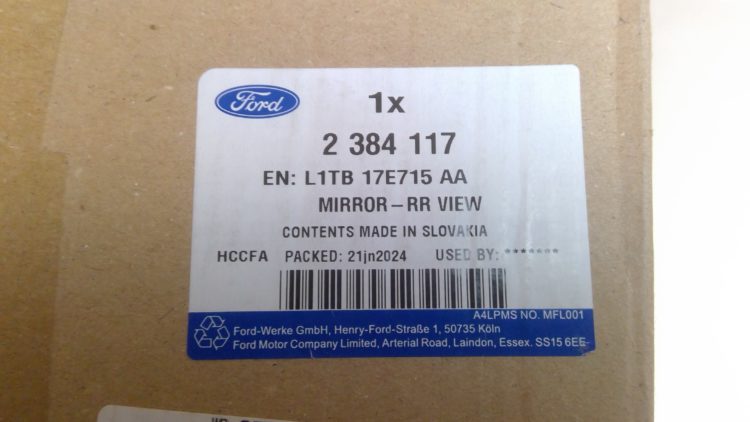 Ford
1x
2 384 117
EN: L1TB 17E715 AA
MIRROR–RR VIEW
CONTENTS MADE IN SLOVAKIA
HCCFA PACKED: 21jn2024 USED BY: *******
A4LPMS NO. MFL001
Ford-Werke GmbH, Henry-Ford-Straße 1, 50735 Köln
Ford Motor Company Limited, Arterial Road, Laindon, Essex. SS15 6EE